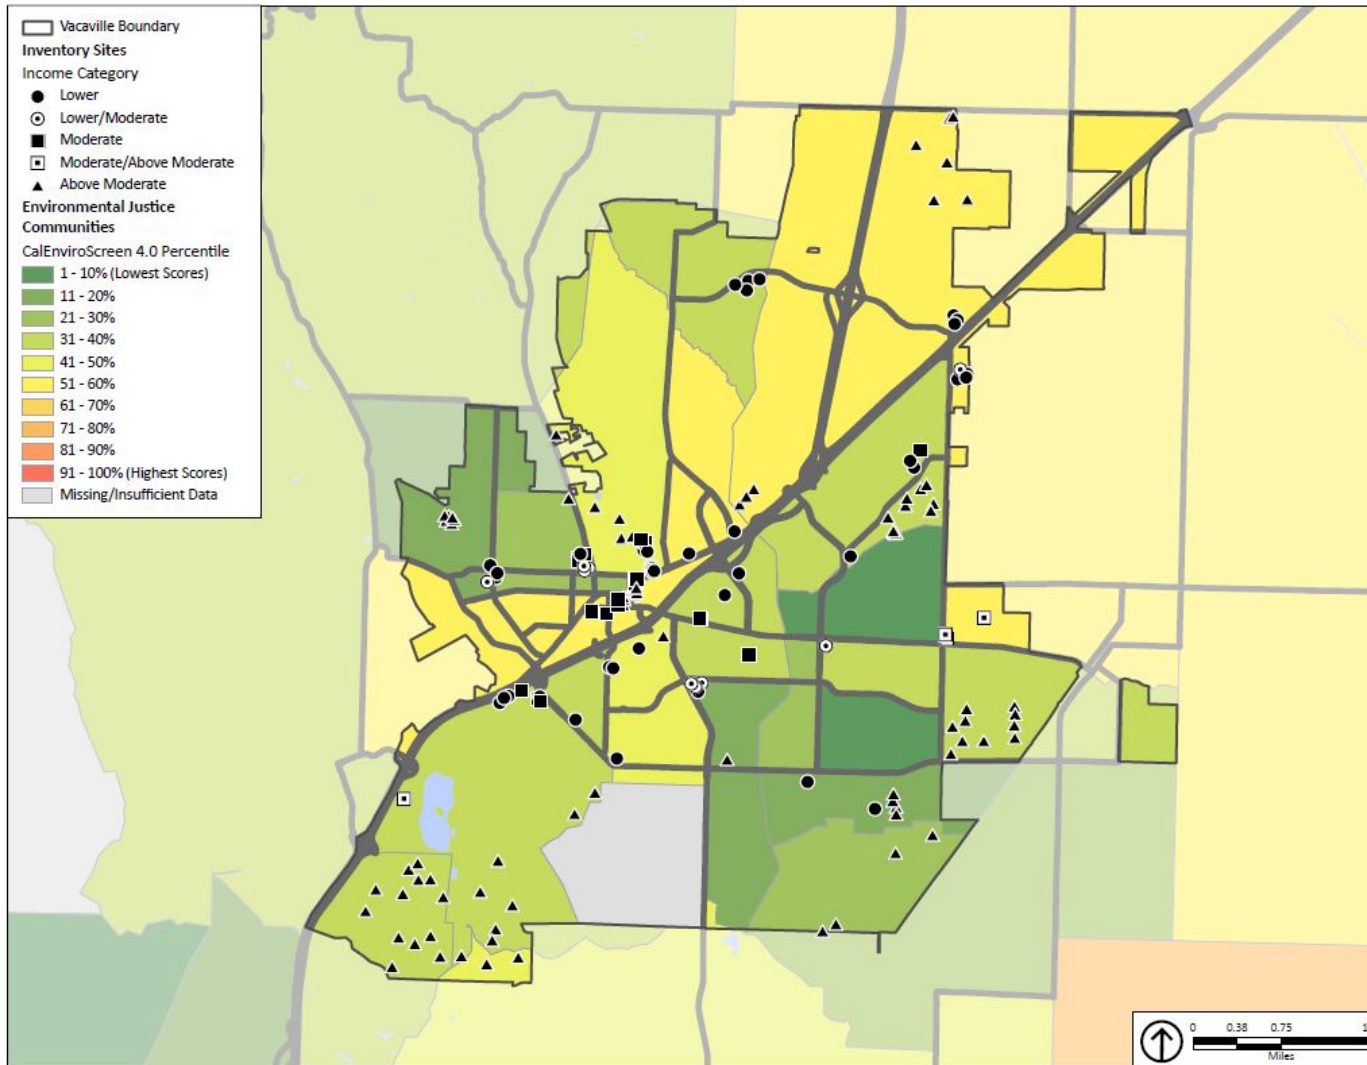 Vacaville Boundary
Inventory Sites
Income Category
Lower
Lower/Moderate
Moderate
Moderate/Above Moderate
Above Moderate
Environmental Justice
Communities
CalEnviroScreen 4.0 Percentile
1 - 10% (Lowest Scores)
11 - 20%
21 - 30%
31 - 40%
41 - 50%
51 - 60%
61 - 70%
71 - 80%
81 - 90%
91 - 100% (Highest Scores)
Missing/Insufficient Data
0 0.38 0.75 1
Miles